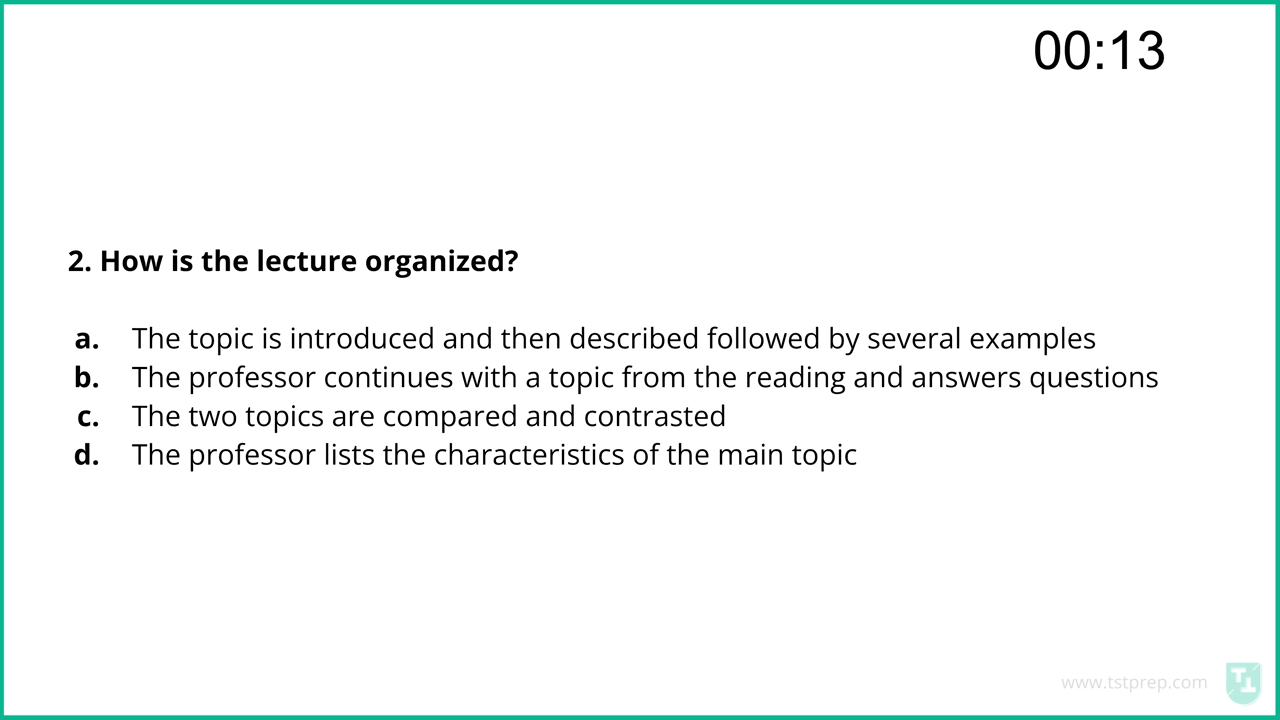 00:13
2. How is the lecture organized?
a. The topic is introduced and then described followed by several examples
b. The professor continues with a topic from the reading and answers questions
c. The two topics are compared and contrasted
d. The professor lists the characteristics of the main topic
www.tstprep.com